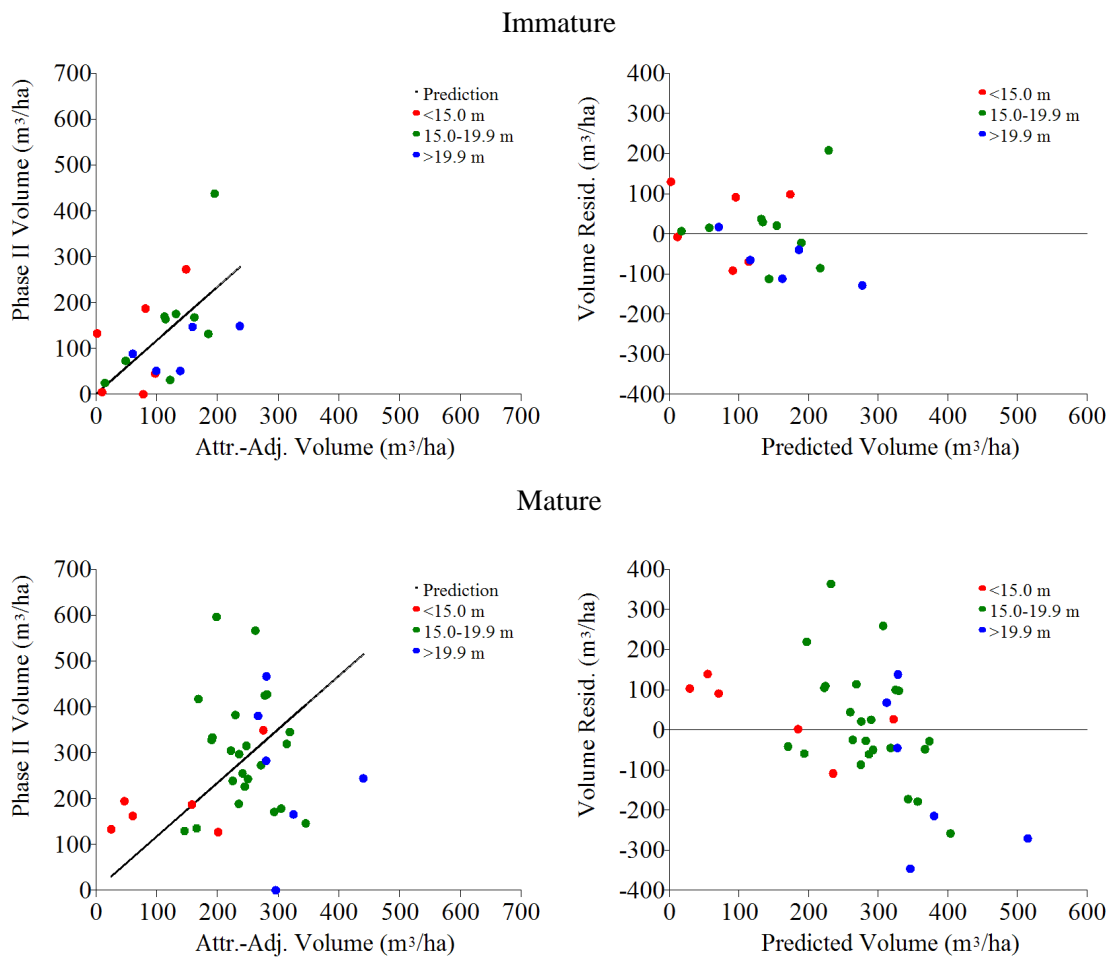 Immature
700
600
500
400
300
200
100
0
0 100 200 300 400 500 600 700
Phase II Volume (m³/ha)
Attr.-Adj. Volume (m³/ha)
Prediction
<15.0 m
15.0-19.9 m
>19.9 m
400
300
200
100
0
-100
-200
-300
-400
0 100 200 300 400 500 600
Volume Resid. (m³/ha)
Predicted Volume (m³/ha)
<15.0 m
15.0-19.9 m
>19.9 m
Mature
700
600
500
400
300
200
100
0
0 100 200 300 400 500 600 700
Phase II Volume (m³/ha)
Attr.-Adj. Volume (m³/ha)
Prediction
<15.0 m
15.0-19.9 m
>19.9 m
400
300
200
100
0
-100
-200
-300
-400
0 100 200 300 400 500 600
Volume Resid. (m³/ha)
Predicted Volume (m³/ha)
<15.0 m
15.0-19.9 m
>19.9 m